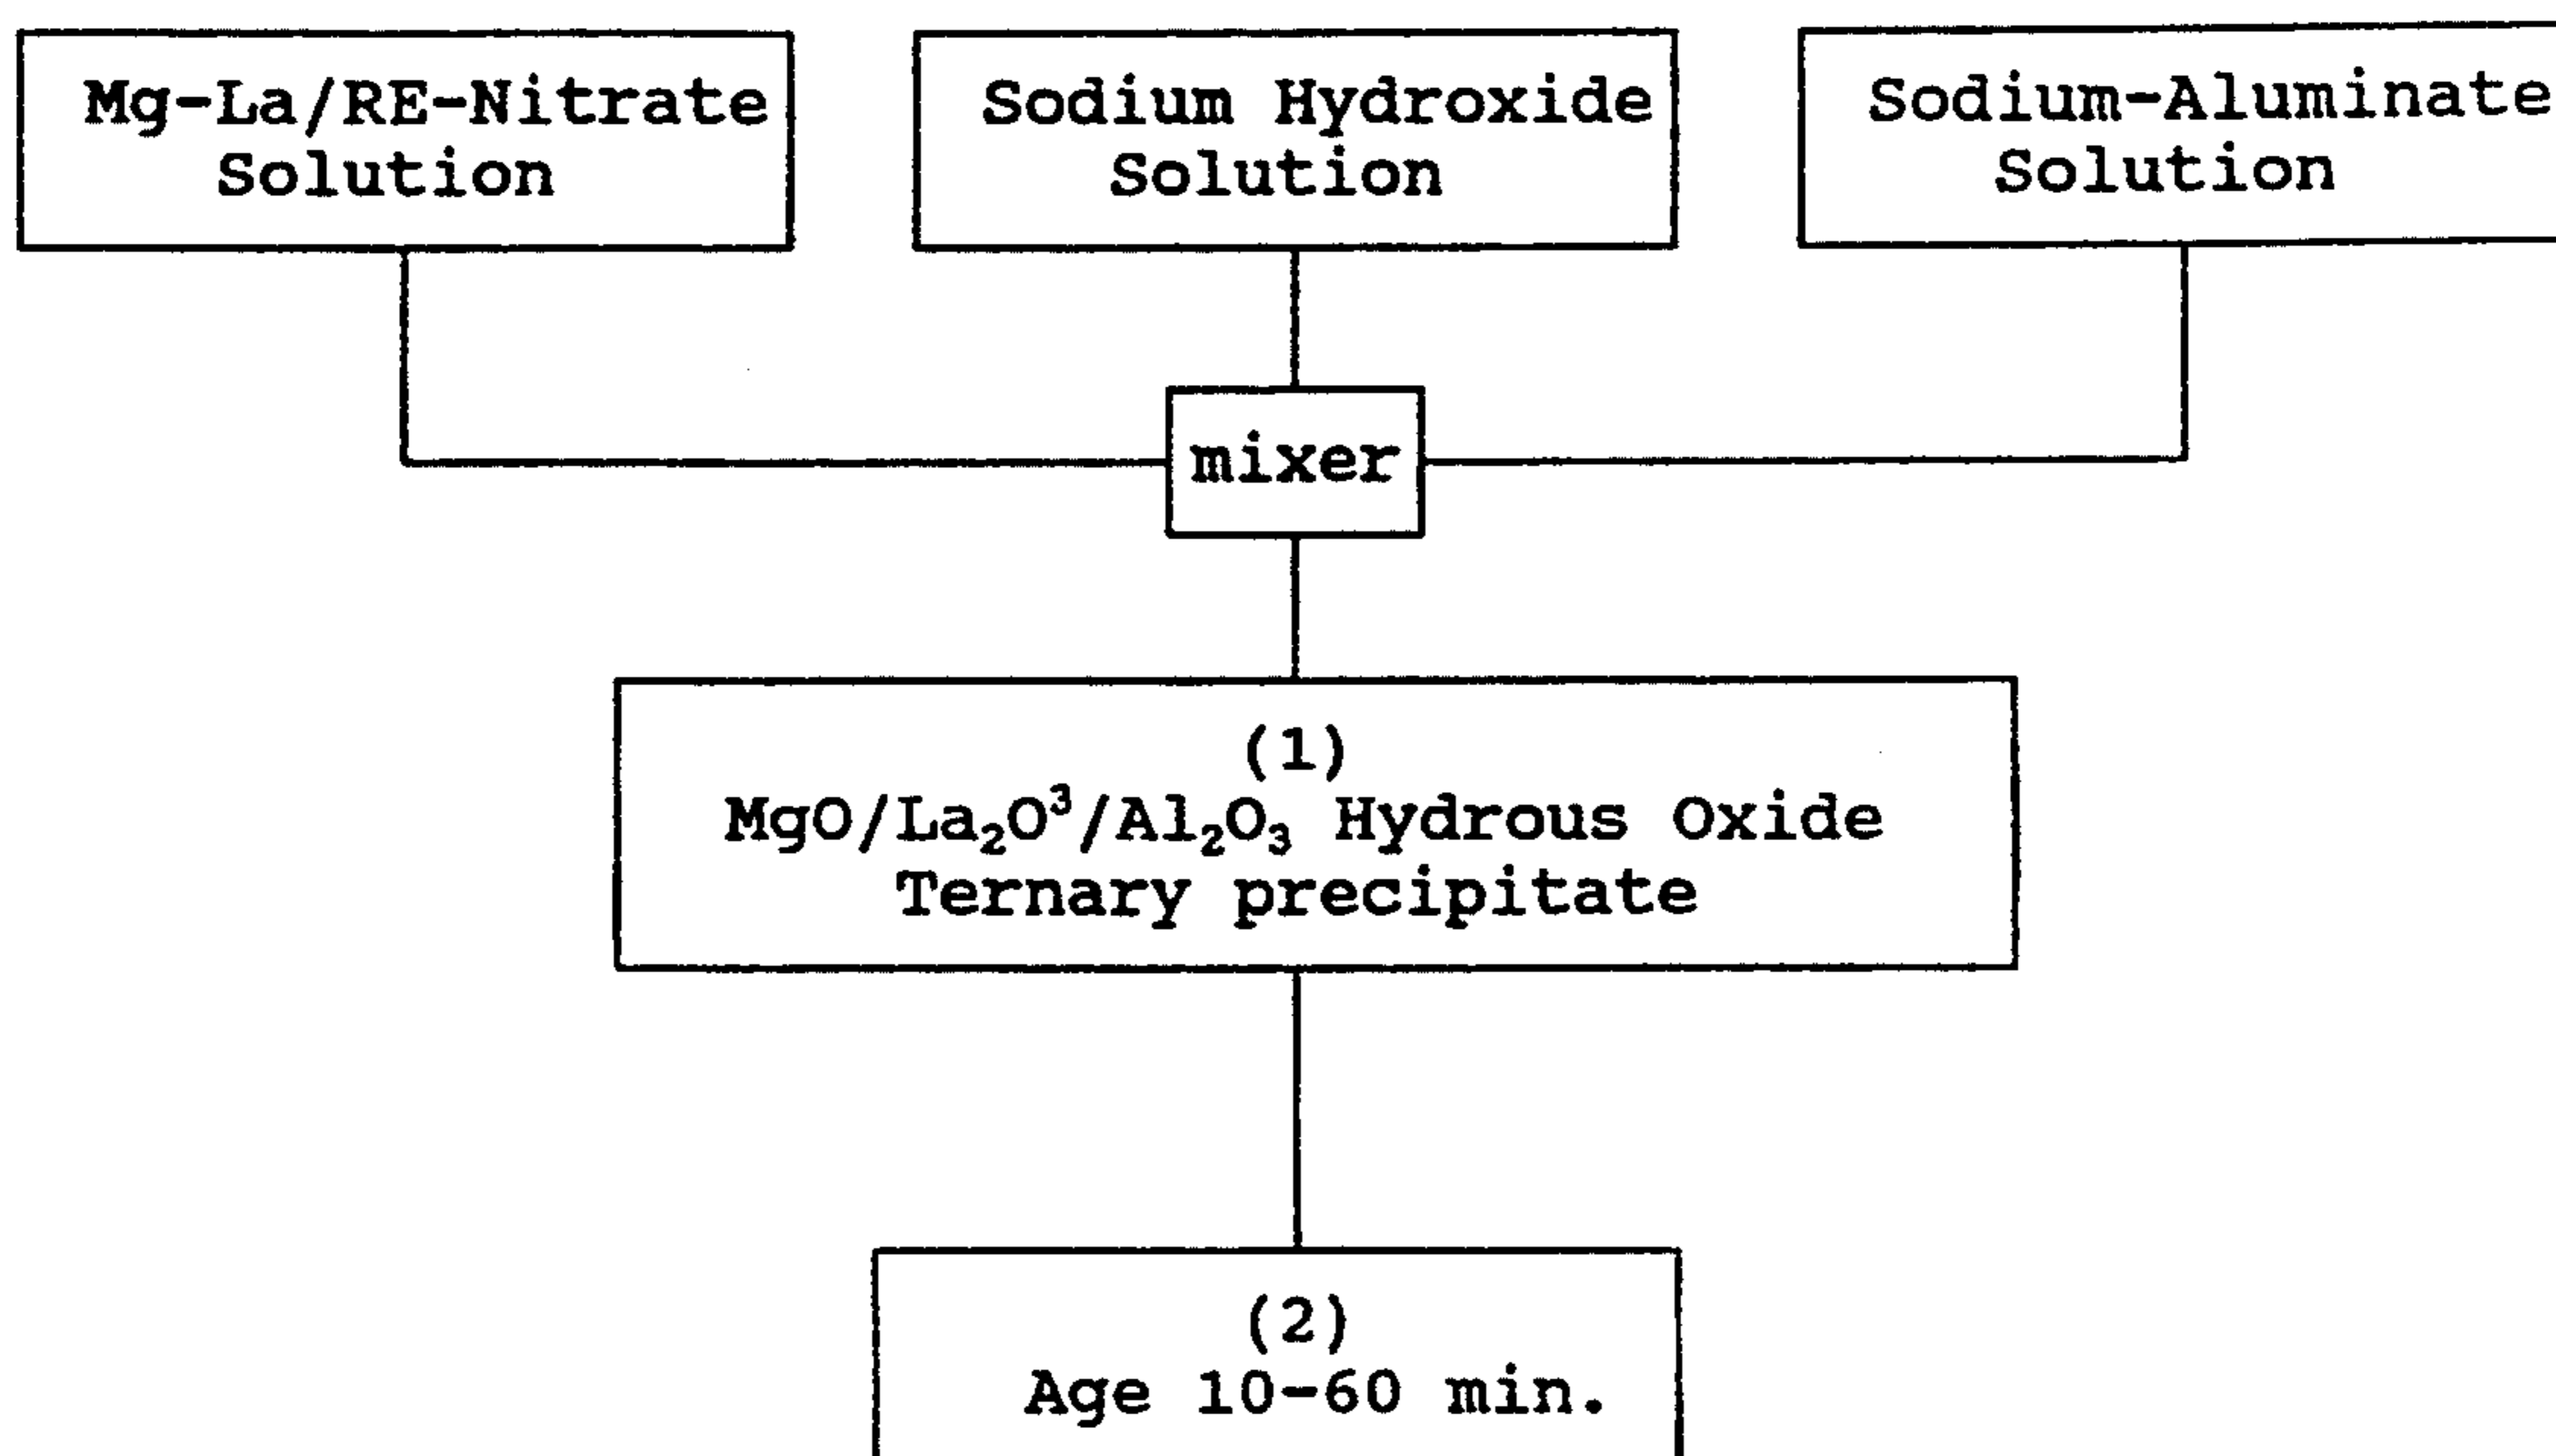 Mg-La/RE-Nitrate
Solution
Sodium Hydroxide
Solution
Sodium-Aluminate
Solution
mixer
(1)
MgO/La₂O³/Al₂O₃ Hydrous Oxide
Ternary precipitate
(2)
Age 10-60 min.